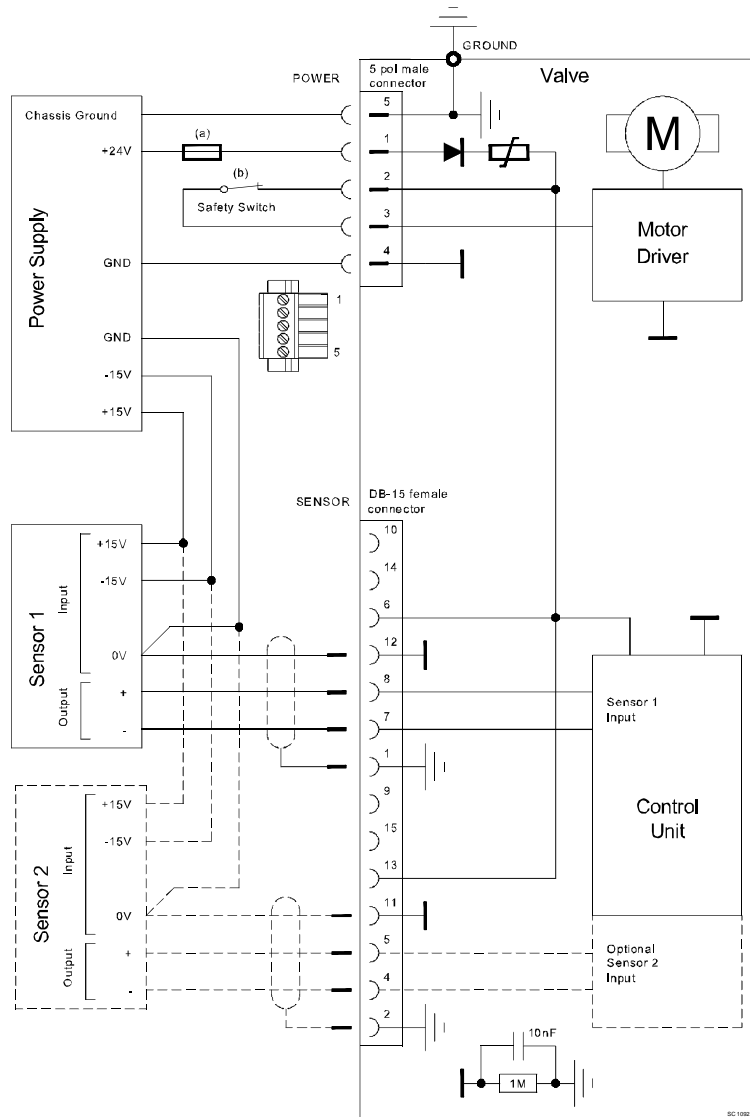 GROUND
POWER
5 pol male
connector
Valve
Power Supply
Chassis Ground
+24V
(a)
(b)
Safety Switch
GND
GND
-15V
+15V
5
1
2
3
4
1
5
M
Motor
Driver
SENSOR
DB-15 female
connector
Sensor 1
Input
+15V
-15V
0V
Output
+
-
10
14
6
12
8
7
1
9
15
13
11
5
4
2
Sensor 1
Input
Control
Unit
Optional
Sensor 2
Input
Sensor 2
Input
+15V
-15V
0V
Output
+
-
10nF
1M
SC1092